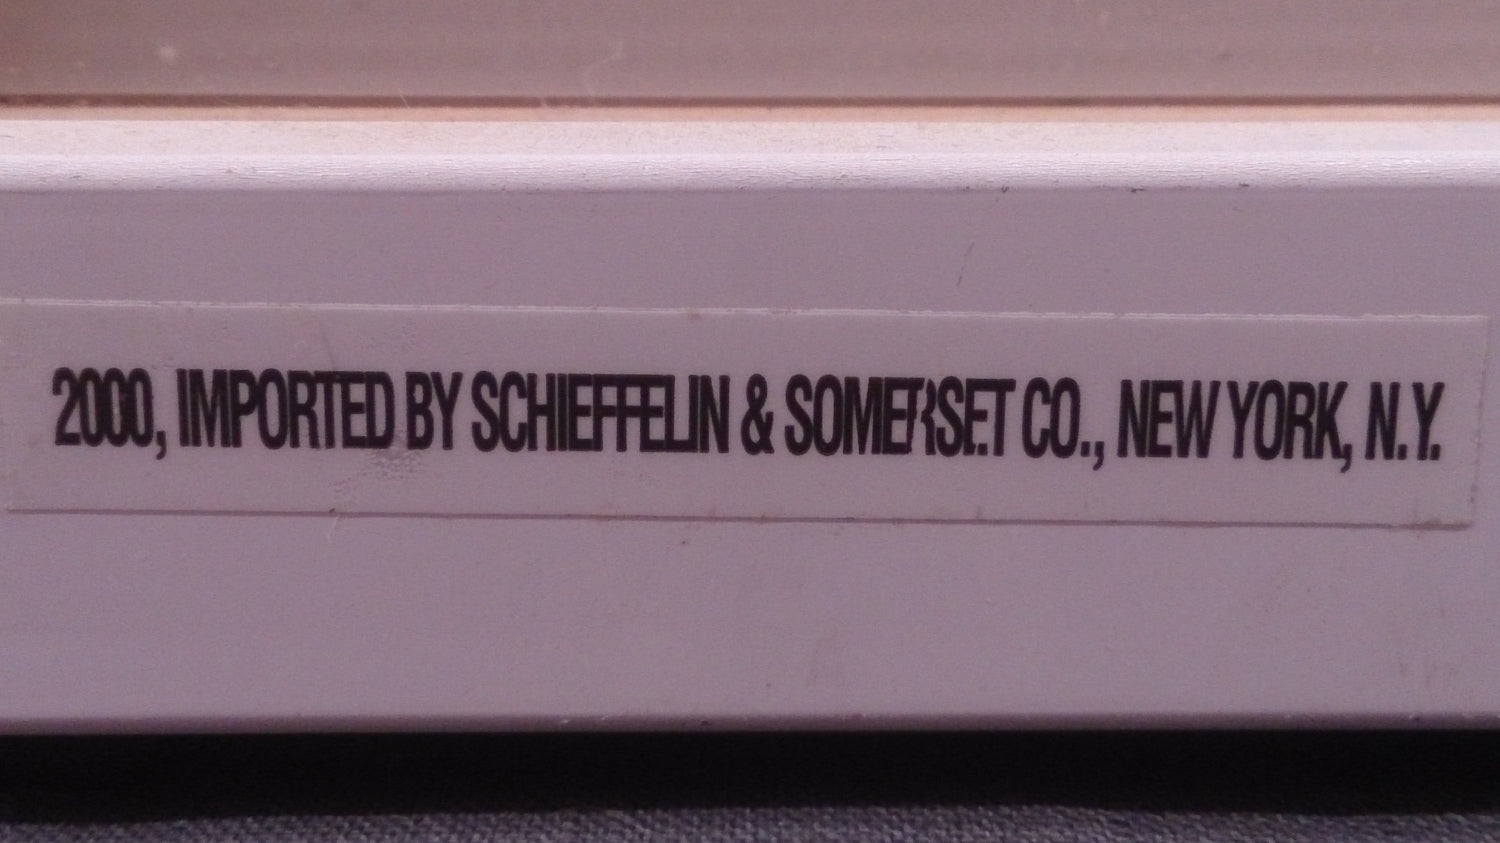 2000, IMPORTED BY SCHIEFFELIN & SOMERSET CO., NEW YORK, N.Y.